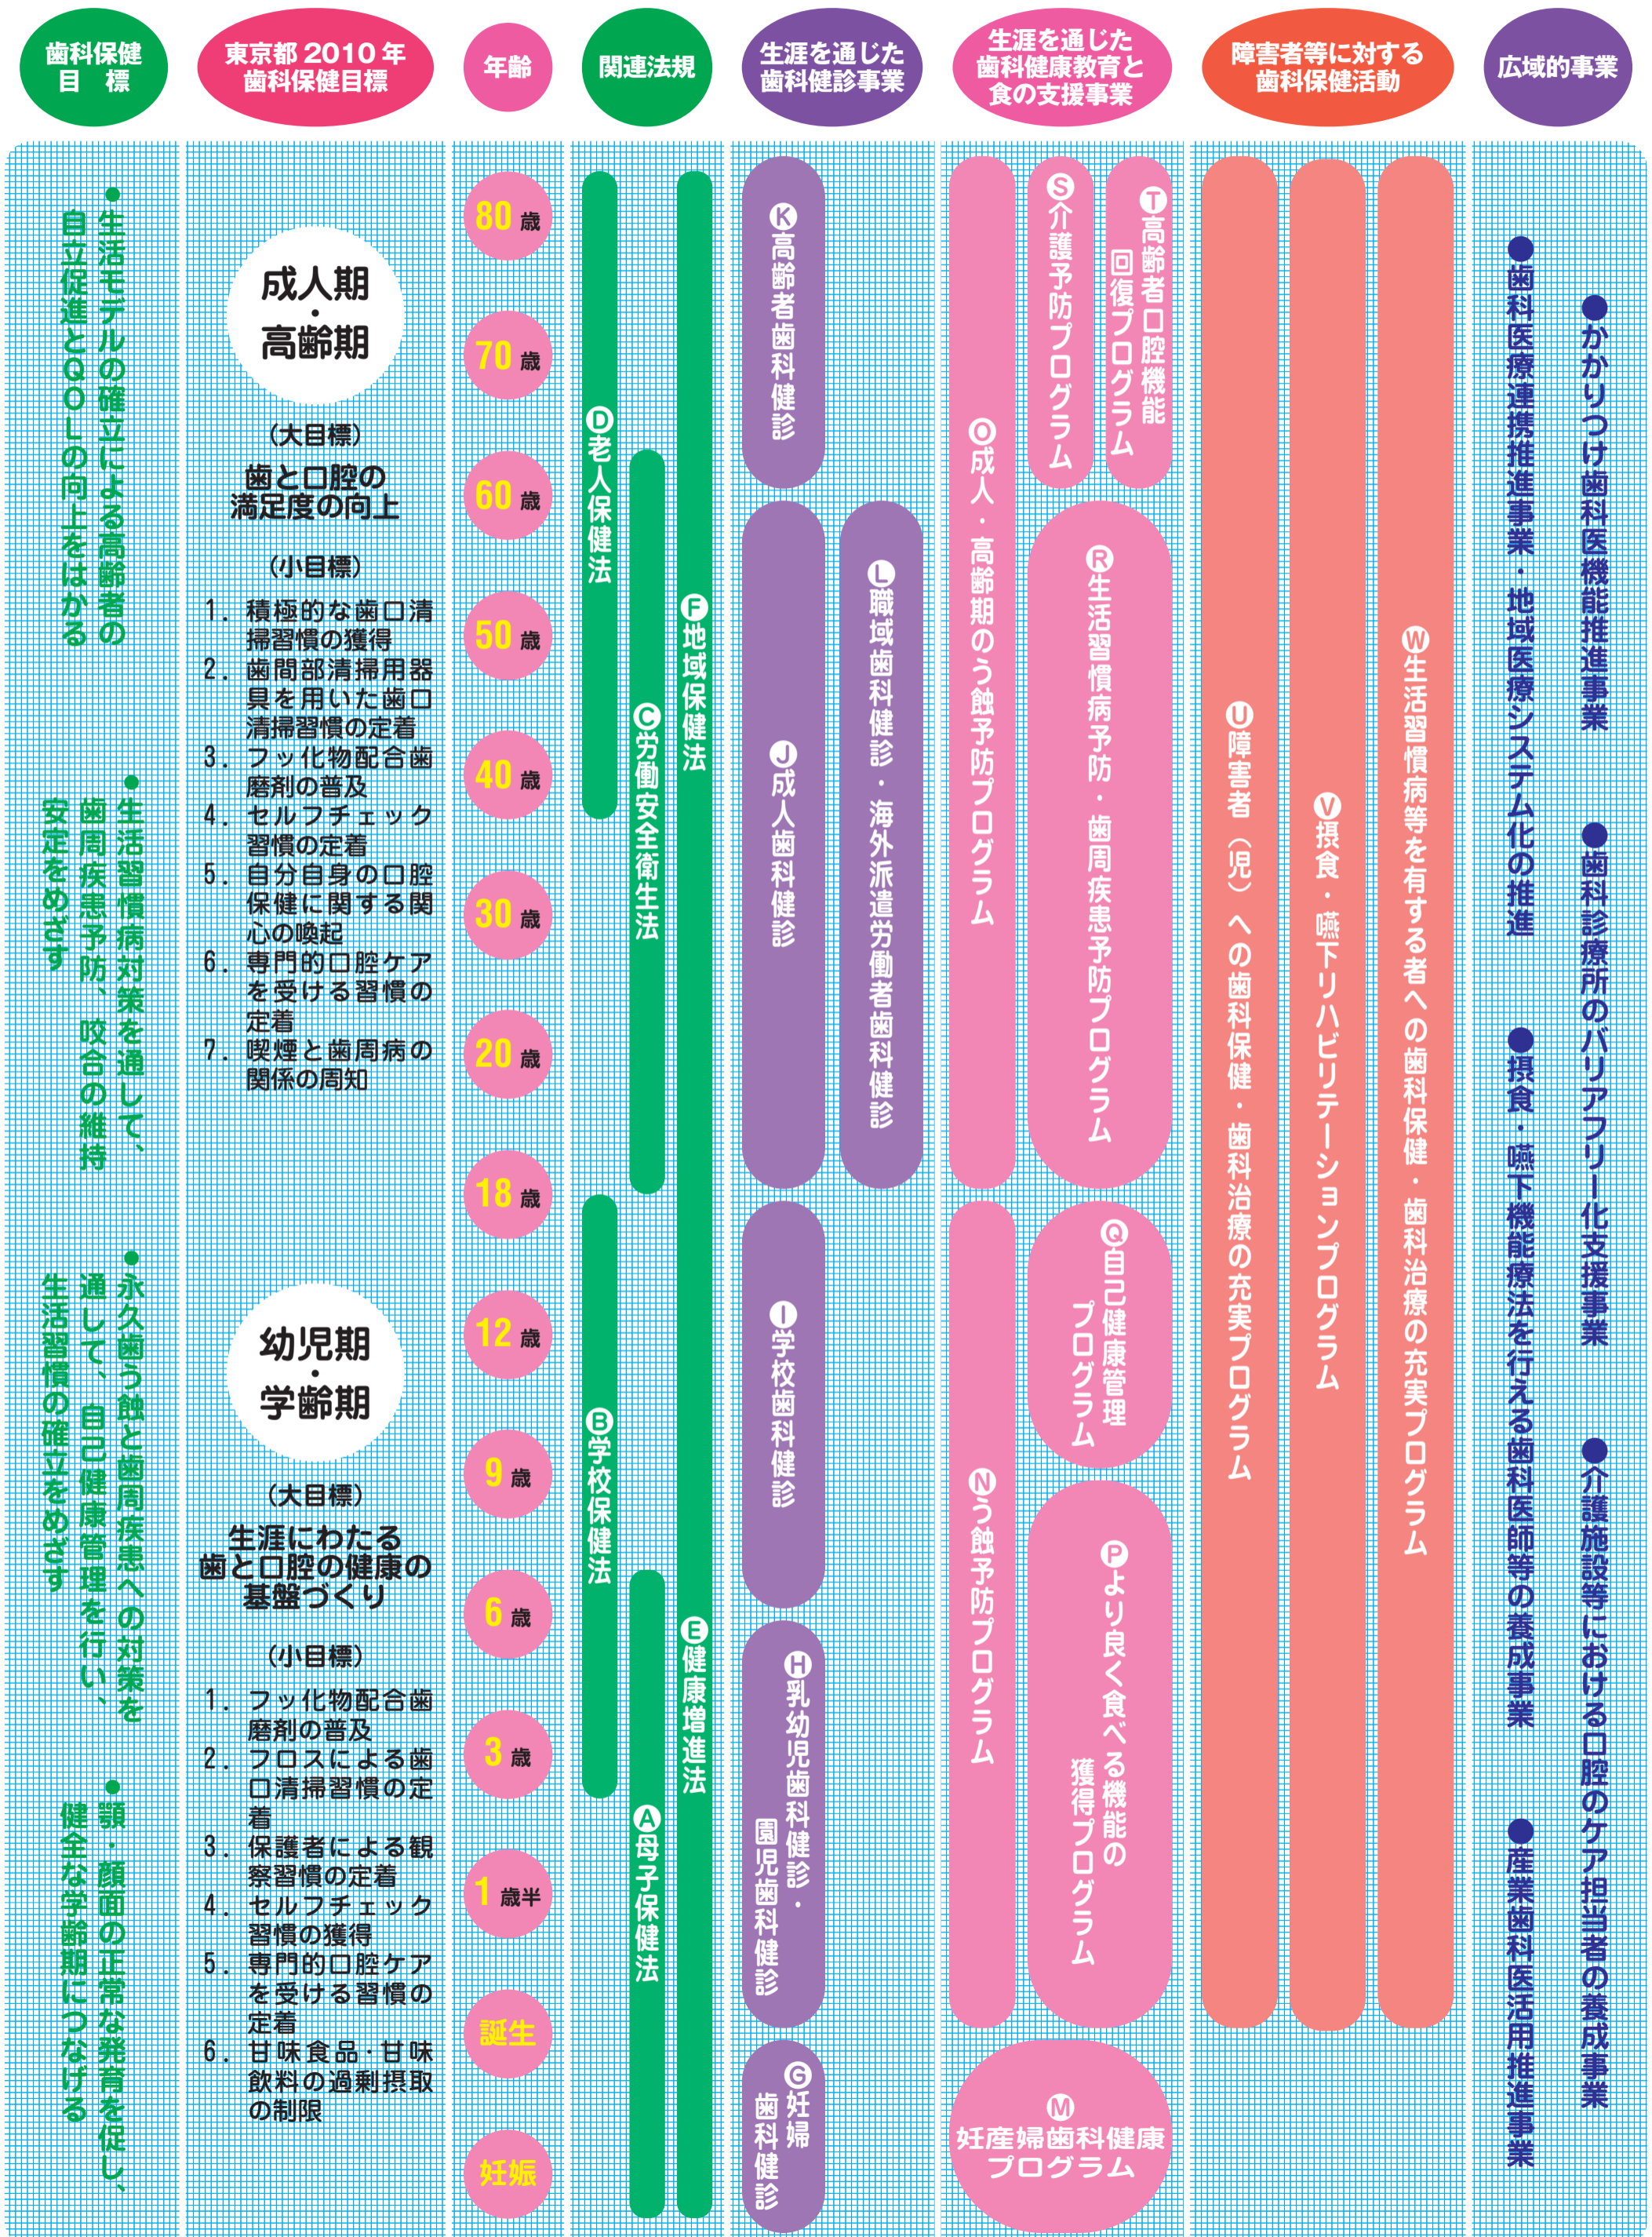 歯科保健
目　標
東京都 2010 年
歯科保健目標
年齢
関連法規
生涯を通じた
歯科健診事業
生涯を通じた
歯科健康教育と
食の支援事業
障害者等に対する
歯科保健活動
広域的事業
●生活モデルの確立による高齢者の
自立促進とQOLの向上をはかる
●生活習慣病対策を通して、
歯周疾患予防、咬合の維持
安定をめざす
●永久歯う蝕と歯周疾患への対策を
通して、自己健康管理を行い、
生活習慣の確立をめざす
●顎・顔面の正常な発育を促し、
健全な学齢期につなげる
成人期
・
高齢期
（大目標）
歯と口腔の
満足度の向上
（小目標）
1．積極的な歯口清
掃習慣の獲得
2．歯間部清掃用器
具を用いた歯口
清掃習慣の定着
3．フッ化物配合歯
磨剤の普及
4．セルフチェック
習慣の定着
5．自分自身の口腔
保健に関する関
心の喚起
6．専門的口腔ケア
を受ける習慣の
定着
7．喫煙と歯周病の
関係の周知
幼児期
・
学齢期
（大目標）
生涯にわたる
歯と口腔の健康の
基盤づくり
（小目標）
1．フッ化物配合歯
磨剤の普及
2．フロスによる歯
口清掃習慣の定
着
3．保護者による観
察習慣の定着
4．セルフチェック
習慣の獲得
5．専門的口腔ケア
を受ける習慣の
定着
6．甘味食品・甘味
飲料の過剰摂取
の制限
80 歳
70 歳
60 歳
50 歳
40 歳
30 歳
20 歳
18 歳
12 歳
9 歳
6 歳
3 歳
1 歳半
誕生
妊娠
D老人保健法
C労働安全衛生法
F地域保健法
B学校保健法
A母子保健法
E健康増進法
K高齢者歯科健診
J成人歯科健診
L職域歯科健診・海外派遣労働者歯科健診
I学校歯科健診
H乳幼児歯科健診・
園児歯科健診
G妊婦
歯科健診
O成人・高齢期のう蝕予防プログラム
S介護予防プログラム
T高齢者口腔機能
回復プログラム
R生活習慣病予防・歯周疾患予防プログラム
Nう蝕予防プログラム
Q自己健康管理
プログラム
Pより良く食べる機能の
獲得プログラム
M
妊産婦歯科健康
プログラム
U障害者（児）への歯科保健・歯科治療の充実プログラム
V摂食・嚥下リハビリテーションプログラム
W生活習慣病等を有する者への歯科保健・歯科治療の充実プログラム
●かかりつけ歯科医機能推進事業
●歯科診療所のバリアフリー化支援事業
●介護施設等における口腔のケア担当者の養成事業
●歯科医療連携推進事業・地域医療システム化の推進
●摂食・嚥下機能療法を行える歯科医師等の養成事業
●産業歯科医活用推進事業